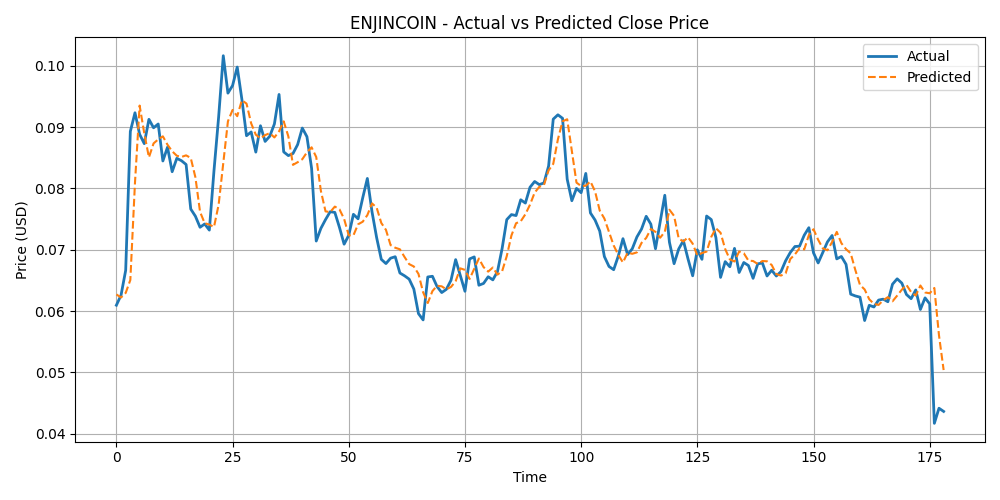 ENJINCOIN - Actual vs Predicted Close Price
Actual
Predicted
Price (USD)
0.10
0.09
0.08
0.07
0.06
0.05
0.04
0 25 50 75 100 125 150 175
Time